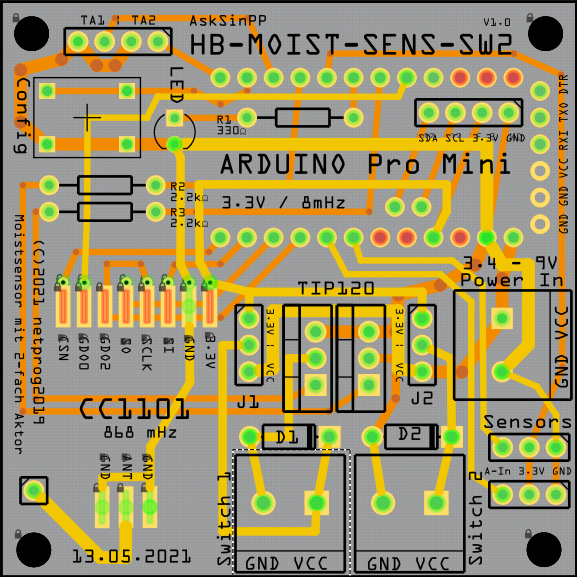 TA1 : TA2
AskSinPP
V1.0
HB-MOIST-SENS-SW2
Config
LED
R1
330Ω
SDA SCL 3.3V GND
GND GND VCC RXI TXO DTR
ARDUINO Pro Mini
R2
2.2kΩ
R3
2.2kΩ
3.3V / 8mHz
Moistsensor mit 2-fach Aktor
(C)2021 netprog2019
3.4 - 9V
Power In
GND VCC
TIP120
3.3V : VCC
3.3V : VCC
CSN
GDO0
GDO2
SO
SCLK
SI
GND
3.3V
J1
J2
CC1101
868 mHz
D1
D2
Sensors
A-In 3.3V GND
GND
ANT
GND
Switch 1
GND VCC
Switch 2
GND VCC
13.05.2021